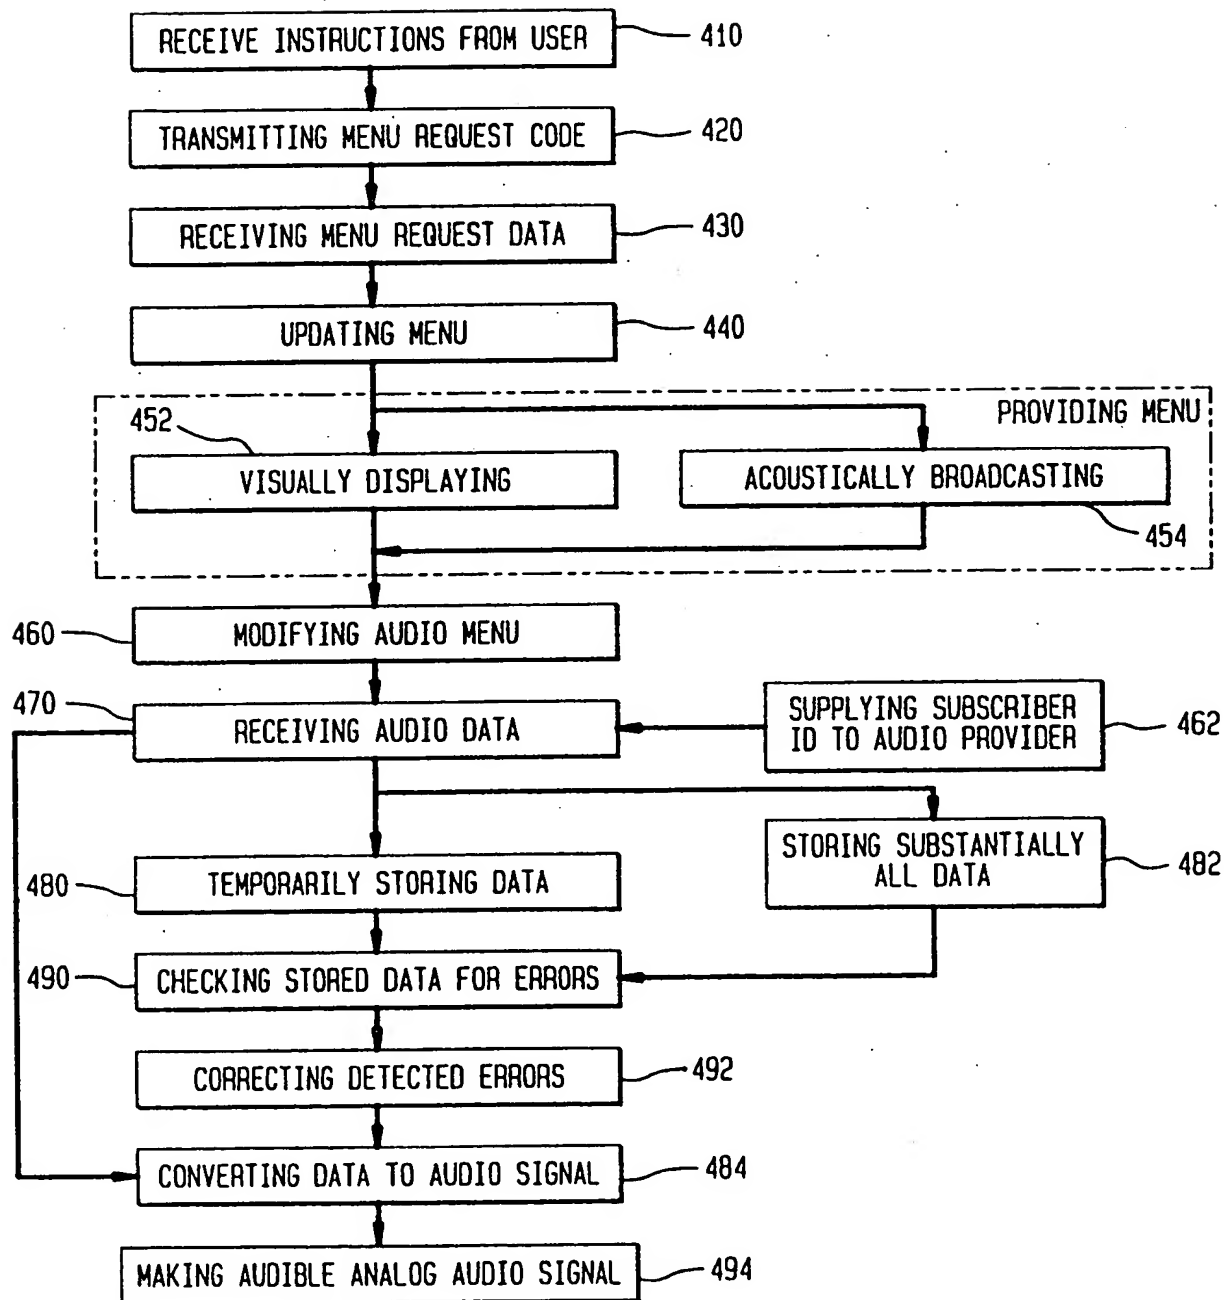 RECEIVE INSTRUCTIONS FROM USER
410
TRANSMITTING MENU REQUEST CODE
420
RECEIVING MENU REQUEST DATA
430
UPDATING MENU
440
PROVIDING MENU
452
VISUALLY DISPLAYING
ACOUSTICALLY BROADCASTING
454
460
MODIFYING AUDIO MENU
470
RECEIVING AUDIO DATA
SUPPLYING SUBSCRIBER
ID TO AUDIO PROVIDER
462
480
TEMPORARILY STORING DATA
STORING SUBSTANTIALLY
ALL DATA
482
490
CHECKING STORED DATA FOR ERRORS
CORRECTING DETECTED ERRORS
492
CONVERTING DATA TO AUDIO SIGNAL
484
MAKING AUDIBLE ANALOG AUDIO SIGNAL
494